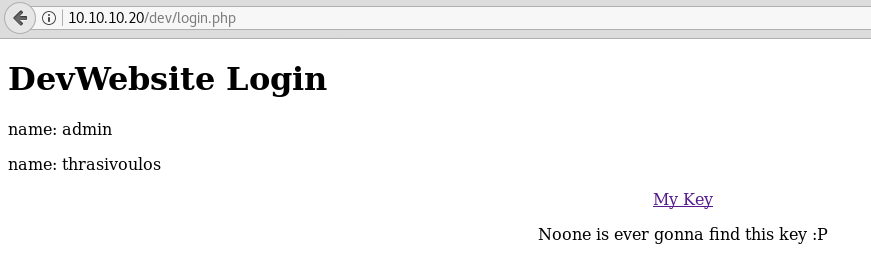 10.10.10.20/dev/login.php
DevWebsite Login
name: admin
name: thrasivoulos
My Key
Noone is ever gonna find this key :P